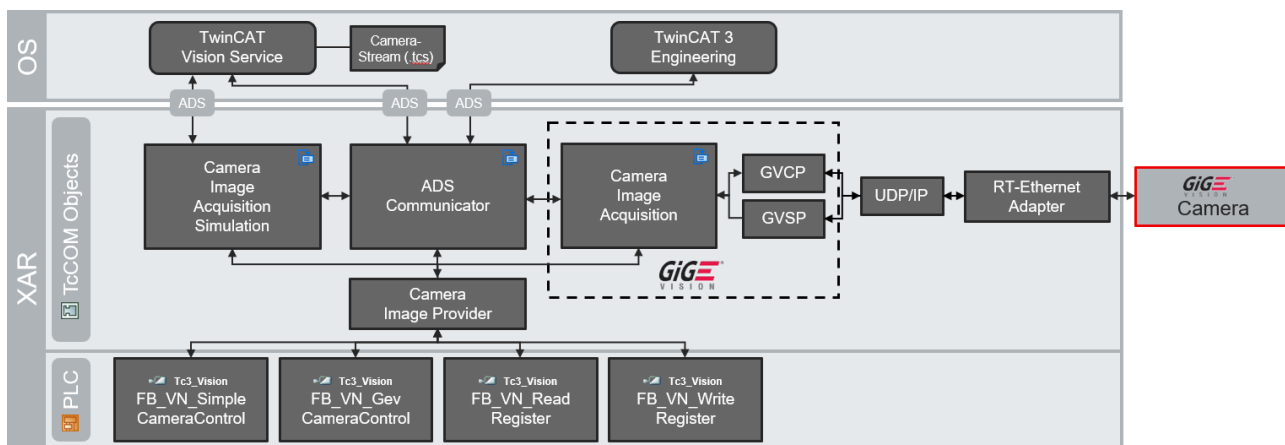 OS
TwinCAT
Vision Service
Camera-
Stream (.tcs)
TwinCAT 3
Engineering
ADS
ADS
ADS
XAR
TcCOM Objects
Camera
Image
Acquisition
Simulation
ADS
Communicator
Camera
Image
Acquisition
GVCP
GVSP
UDP/IP
RT-Ethernet
Adapter
GiGE
VISION
Camera
GiGE
VISION
Camera
Image Provider
PLC
Tc3_Vision
FB_VN_Simple
CameraControl
Tc3_Vision
FB_VN_Gev
CameraControl
Tc3_Vision
FB_VN_Read
Register
Tc3_Vision
FB_VN_Write
Register